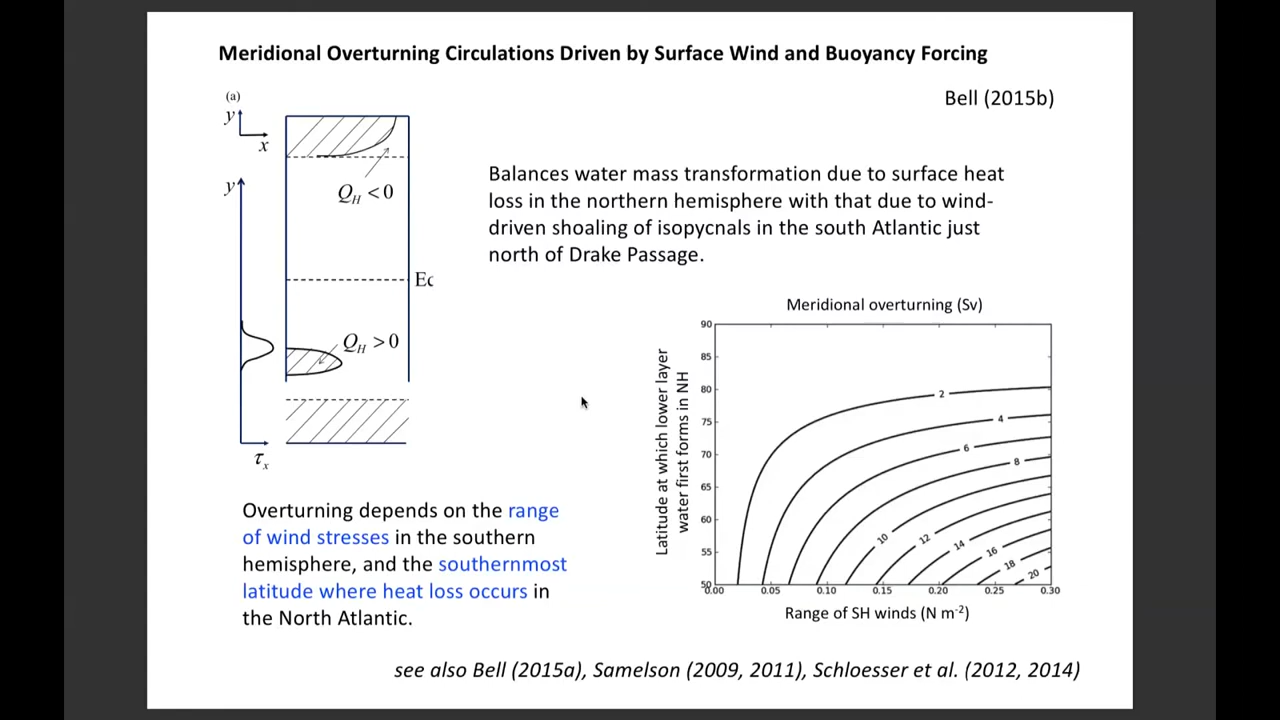 Meridional Overturning Circulations Driven by Surface Wind and Buoyancy Forcing
Bell (2015b)
(a)
y
x
y
Q_H < 0
Eq
Q_H > 0
τ_x
Balances water mass transformation due to surface heat
loss in the northern hemisphere with that due to wind-
driven shoaling of isopycnals in the south Atlantic just
north of Drake Passage.
Meridional overturning (Sv)
Latitude at which lower layer
water first forms in NH
90
85
80
75
70
65
60
55
50
2
4
6
8
10
12
14
16
18
20
0.00
0.05
0.10
0.15
0.20
0.25
0.30
Range of SH winds (N m⁻²)
Overturning depends on the range
of wind stresses in the southern
hemisphere, and the southernmost
latitude where heat loss occurs in
the North Atlantic.
see also Bell (2015a), Samelson (2009, 2011), Schloesser et al. (2012, 2014)